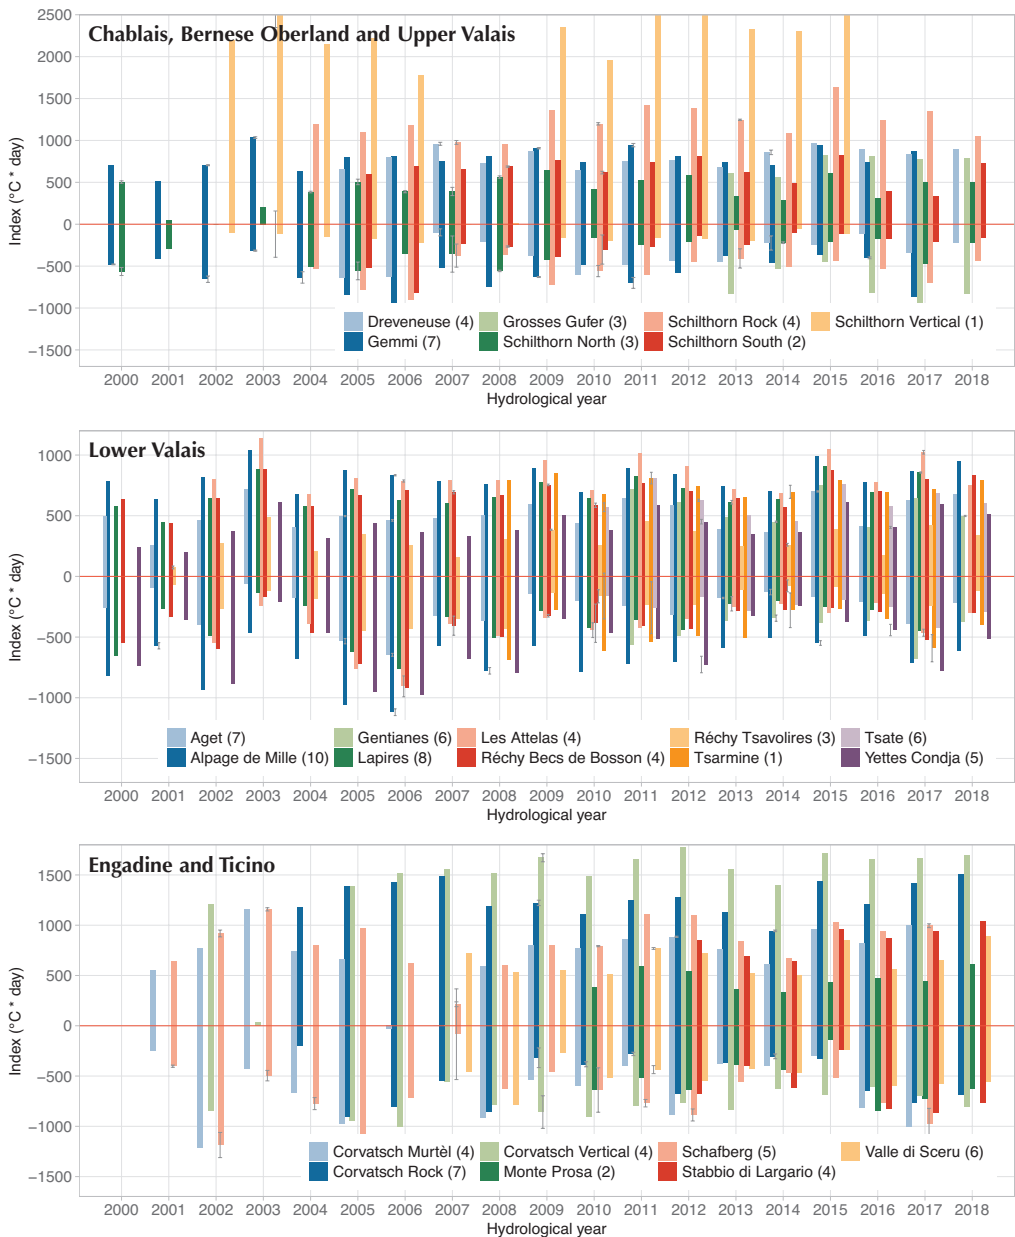 Chablais, Bernese Oberland and Upper Valais
Index (°C * day)
2500
2000
1500
1000
500
0
−500
−1000
−1500
Dreveneuse (4) Grosses Gufer (3) Schilthorn Rock (4) Schilthorn Vertical (1)
Gemmi (7) Schilthorn North (3) Schilthorn South (2)
2000 2001 2002 2003 2004 2005 2006 2007 2008 2009 2010 2011 2012 2013 2014 2015 2016 2017 2018
Hydrological year
Lower Valais
Index (°C * day)
1000
500
0
−500
−1000
−1500
Aget (7) Gentianes (6) Les Attelas (4) Réchy Tsavolires (3) Tsate (6)
Alpage de Mille (10) Lapires (8) Réchy Becs de Bosson (4) Tsarmine (1) Yettes Condja (5)
2000 2001 2002 2003 2004 2005 2006 2007 2008 2009 2010 2011 2012 2013 2014 2015 2016 2017 2018
Hydrological year
Engadine and Ticino
Index (°C * day)
1500
1000
500
0
−500
−1000
−1500
Corvatsch Murtèl (4) Corvatsch Vertical (4) Schafberg (5) Valle di Sceru (6)
Corvatsch Rock (7) Monte Prosa (2) Stabbio di Largario (4)
2000 2001 2002 2003 2004 2005 2006 2007 2008 2009 2010 2011 2012 2013 2014 2015 2016 2017 2018
Hydrological year